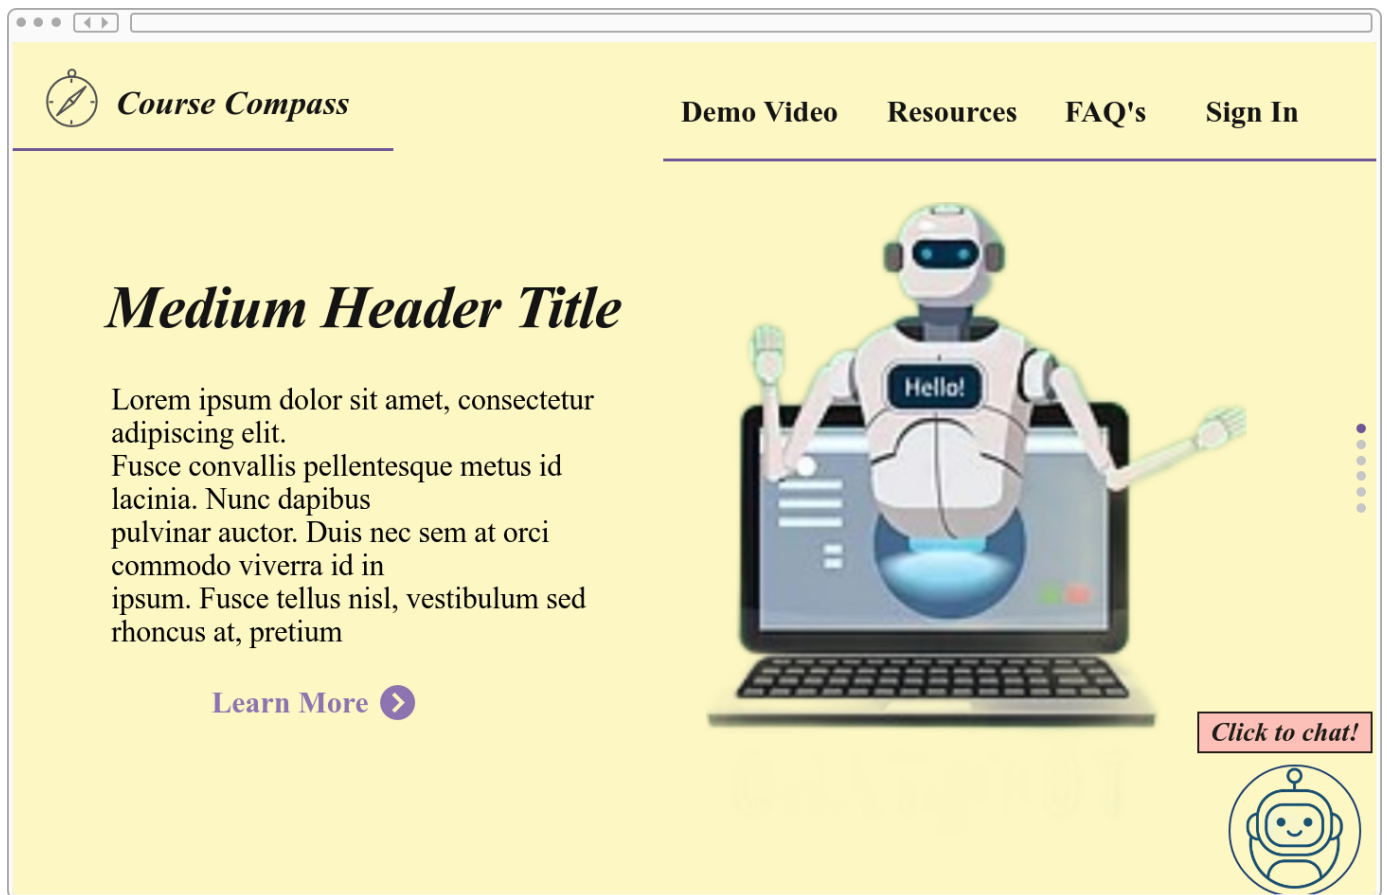 Course Compass
Demo Video
Resources
FAQ's
Sign In
Medium Header Title
Hello!
Lorem ipsum dolor sit amet, consectetur
adipiscing elit.
Fusce convallis pellentesque metus id
lacinia. Nunc dapibus
pulvinar auctor. Duis nec sem at orci
commodo viverra id in
ipsum. Fusce tellus nisl, vestibulum sed
rhoncus at, pretium
Learn More
Click to chat!